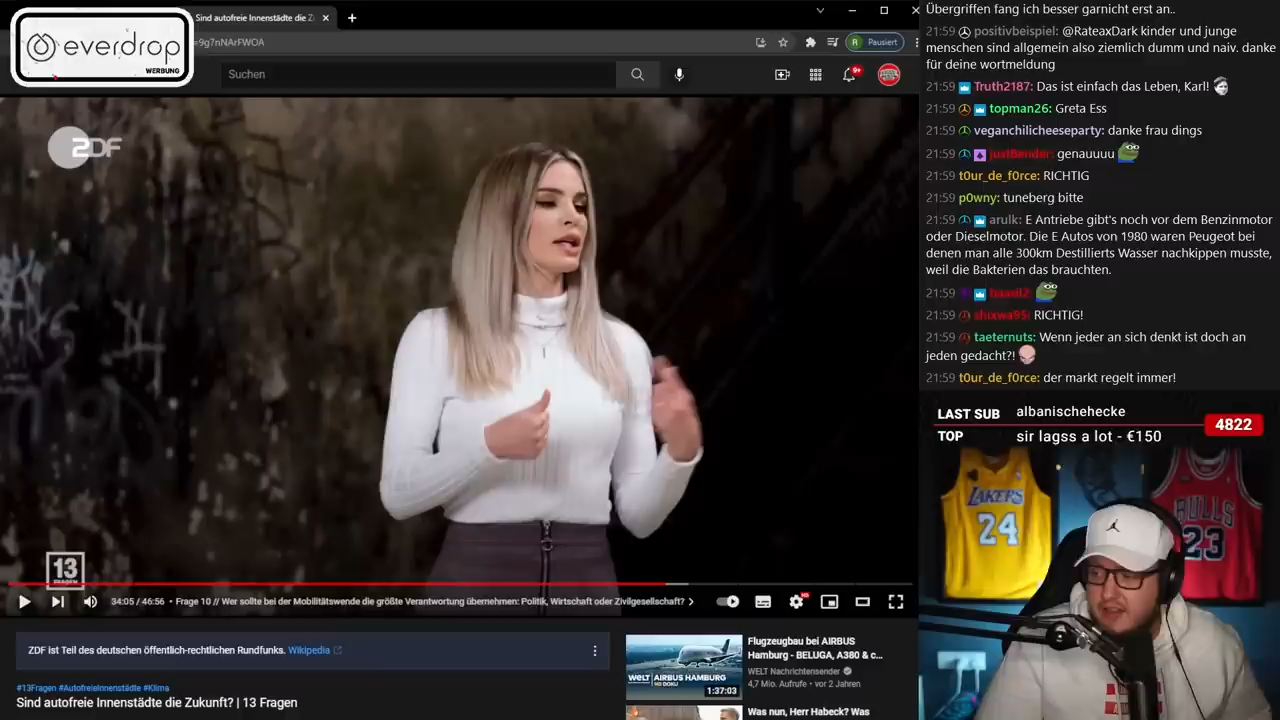 Sind autofreie Innenstädte die Z
everdrop
WERBUNG
=9g7nNArFWOA
R Pausiert
Suchen
9+
ZDF
13
FRAGEN
34:05 / 46:56 • Frage 10 // Wer sollte bei der Mobilitätswende die größte Verantwortung übernehmen: Politik, Wirtschaft oder Zivilgesellschaft?
ZDF ist Teil des deutschen öffentlich-rechtlichen Rundfunks. Wikipedia
#13Fragen #AutofreieInnenstädte #Klima
Sind autofreie Innenstädte die Zukunft? | 13 Fragen
WELT AIRBUS HAMBURG
1:37:03
Flugzeugbau bei AIRBUS
Hamburg - BELUGA, A380 & c...
WELT Nachrichtensender
4,7 Mio. Aufrufe • vor 2 Jahren
Was nun, Herr Habeck? Was
Übergriffen fang ich besser garnicht erst an..
21:59 positivbeispiel: @RateaxDark kinder und junge
menschen sind allgemein also ziemlich dumm und naiv. danke
für deine wortmeldung
21:59 Truth2187: Das ist einfach das Leben, Karl!
21:59 topman26: Greta Ess
21:59 veganchilicheeseparty: danke frau dings
21:59 justBender: genauuuu
21:59 t0ur_de_f0rce: RICHTIG
21:59 p0wny: tuneberg bitte
21:59 arulk: E Antriebe gibt's noch vor dem Benzinmotor
oder Dieselmotor. Die E Autos von 1980 waren Peugeot bei
denen man alle 300km Destillierts Wasser nachkippen musste,
weil die Bakterien das brauchten.
21:59
21:59 shixwa95: RICHTIG!
21:59 taeternuts: Wenn jeder an sich denkt ist doch an
jeden gedacht?!
21:59 t0ur_de_f0rce: der markt regelt immer!
LAST SUB albanischehecke
4822
TOP sir lagss a lot - €150
LAKERS
24
BULLS
23